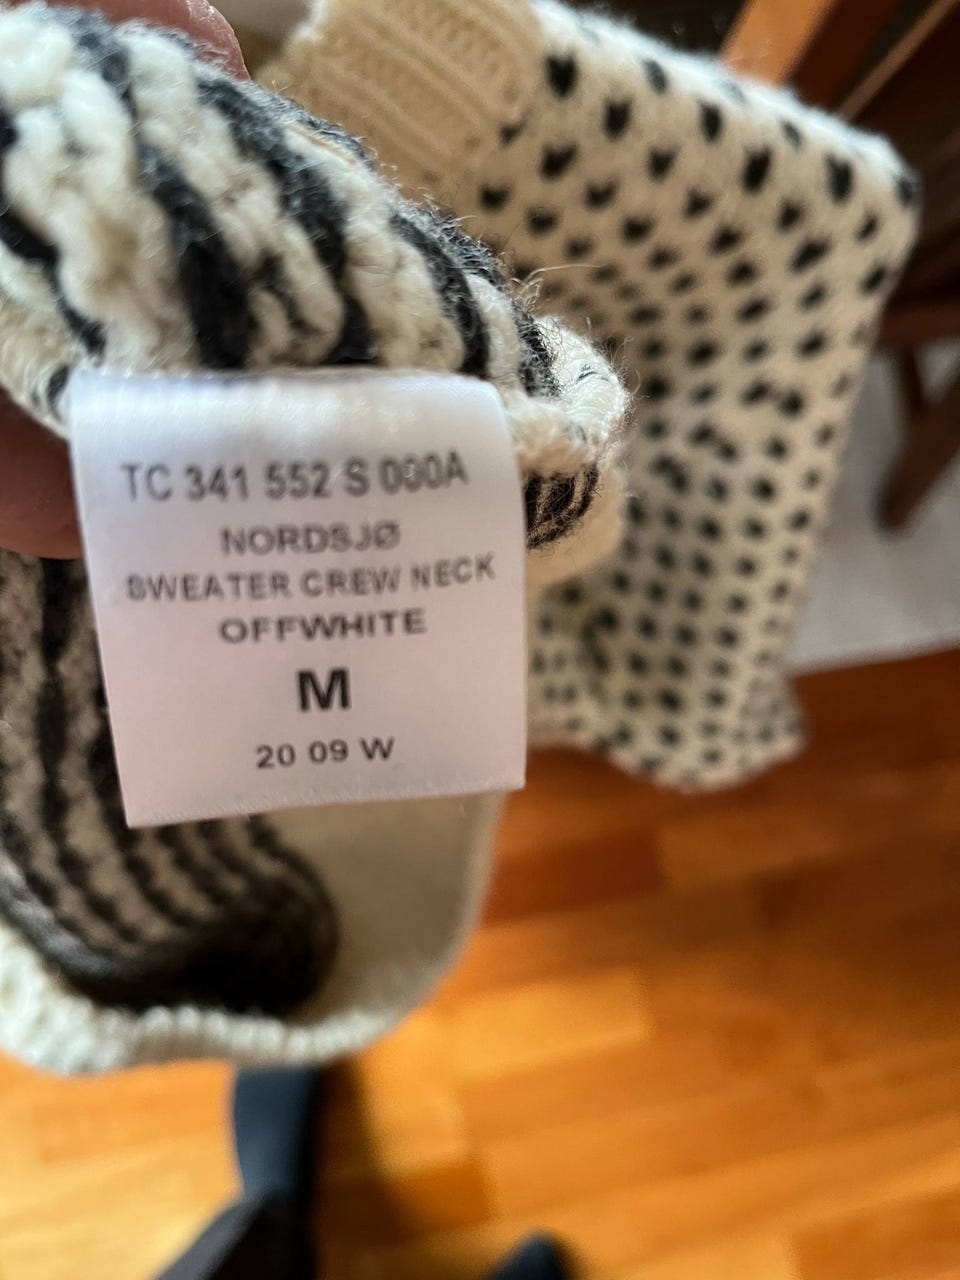 TC 341 552 S 000A
NORDSJØ
SWEATER CREW NECK
OFFWHITE
M
20 09 W